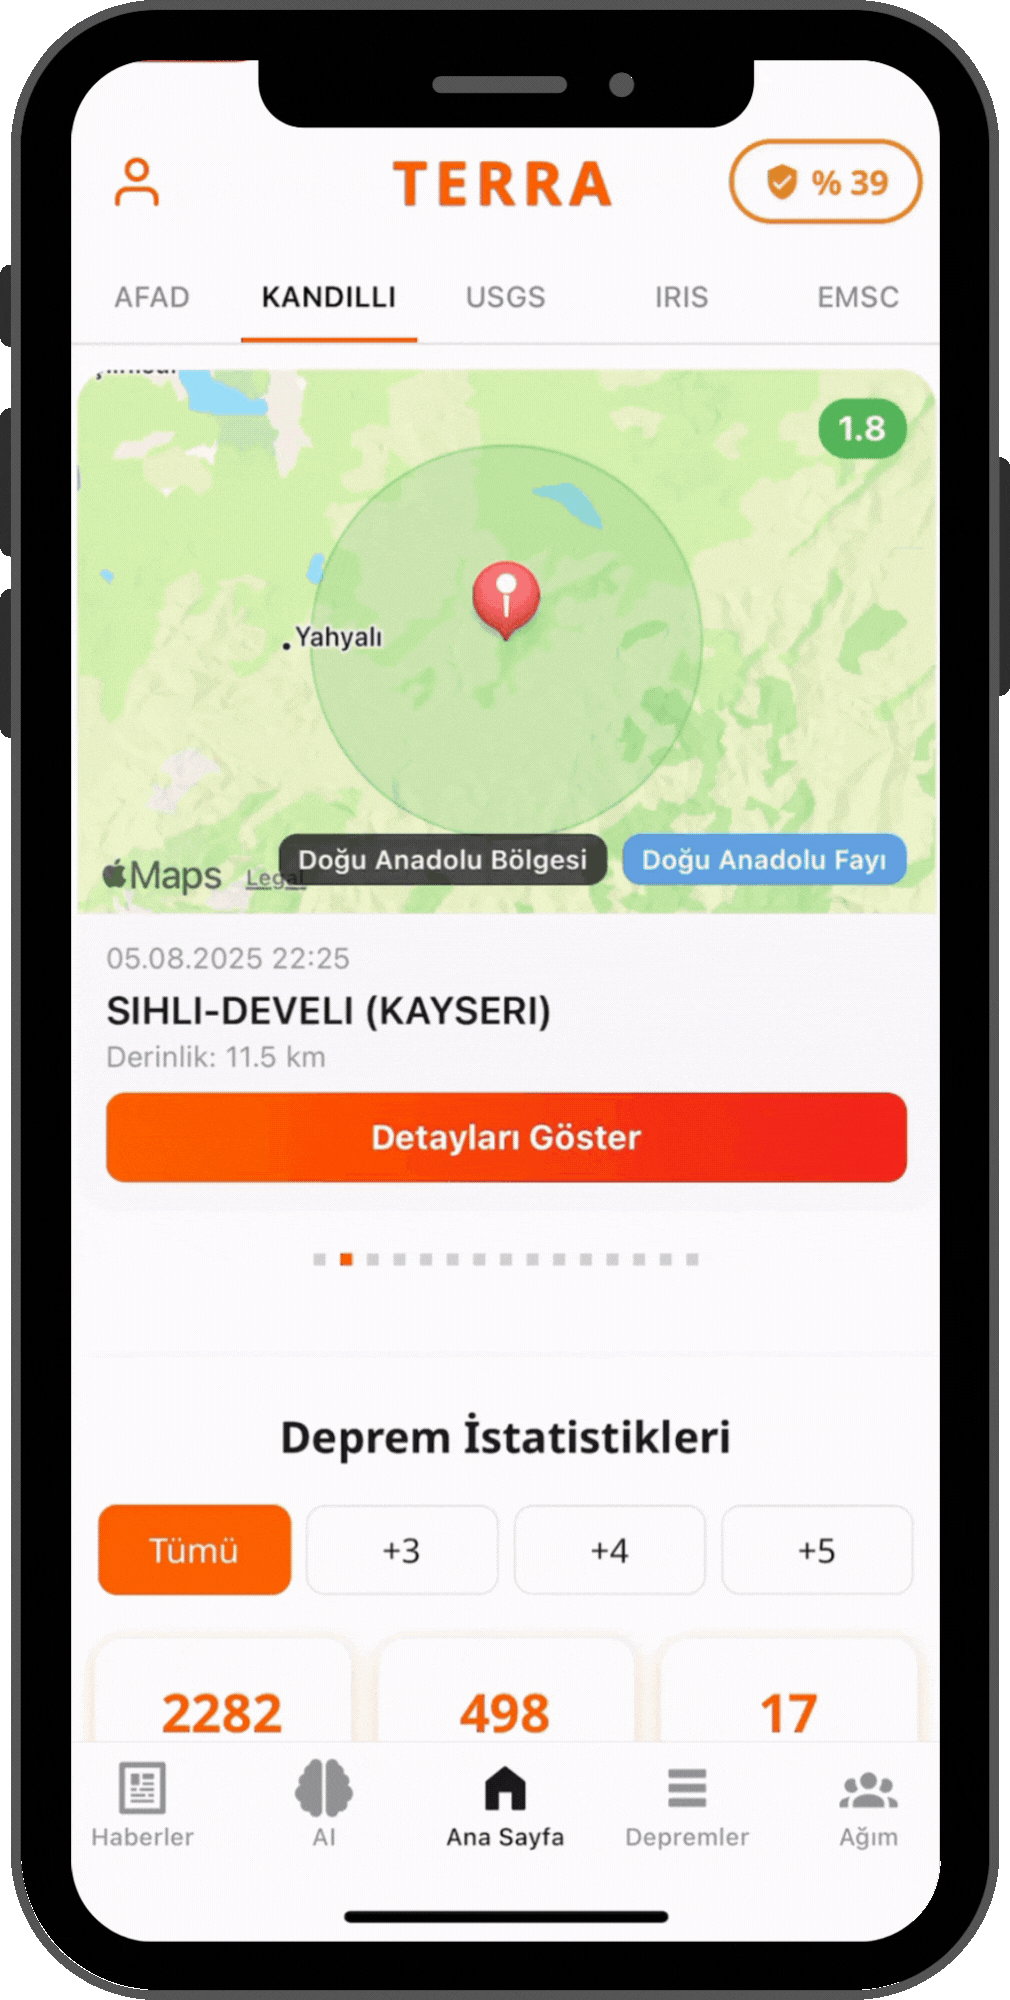 TERRA
% 39
AFAD KANDILLI USGS IRIS EMSC
1.8
Yahyalı
Maps Legal
Doğu Anadolu Bölgesi Doğu Anadolu Fayı
05.08.2025 22:25
SIHLI-DEVELI (KAYSERI)
Derinlik: 11.5 km
Detayları Göster
Deprem İstatistikleri
Tümü +3 +4 +5
2282 498 17
Haberler AI Ana Sayfa Depremler Ağım